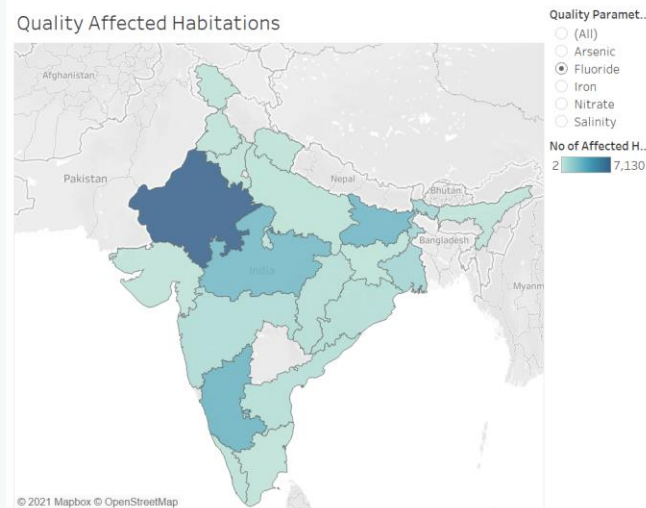 Quality Affected Habitations
Quality Paramet..
(All)
Arsenic
Fluoride
Iron
Nitrate
Salinity
No of Affected H..
2 7,130
Afghanistan
Pakistan
Nepal
Bhutan
Bangladesh
India
Myanm
© 2021 Mapbox © OpenStreetMap